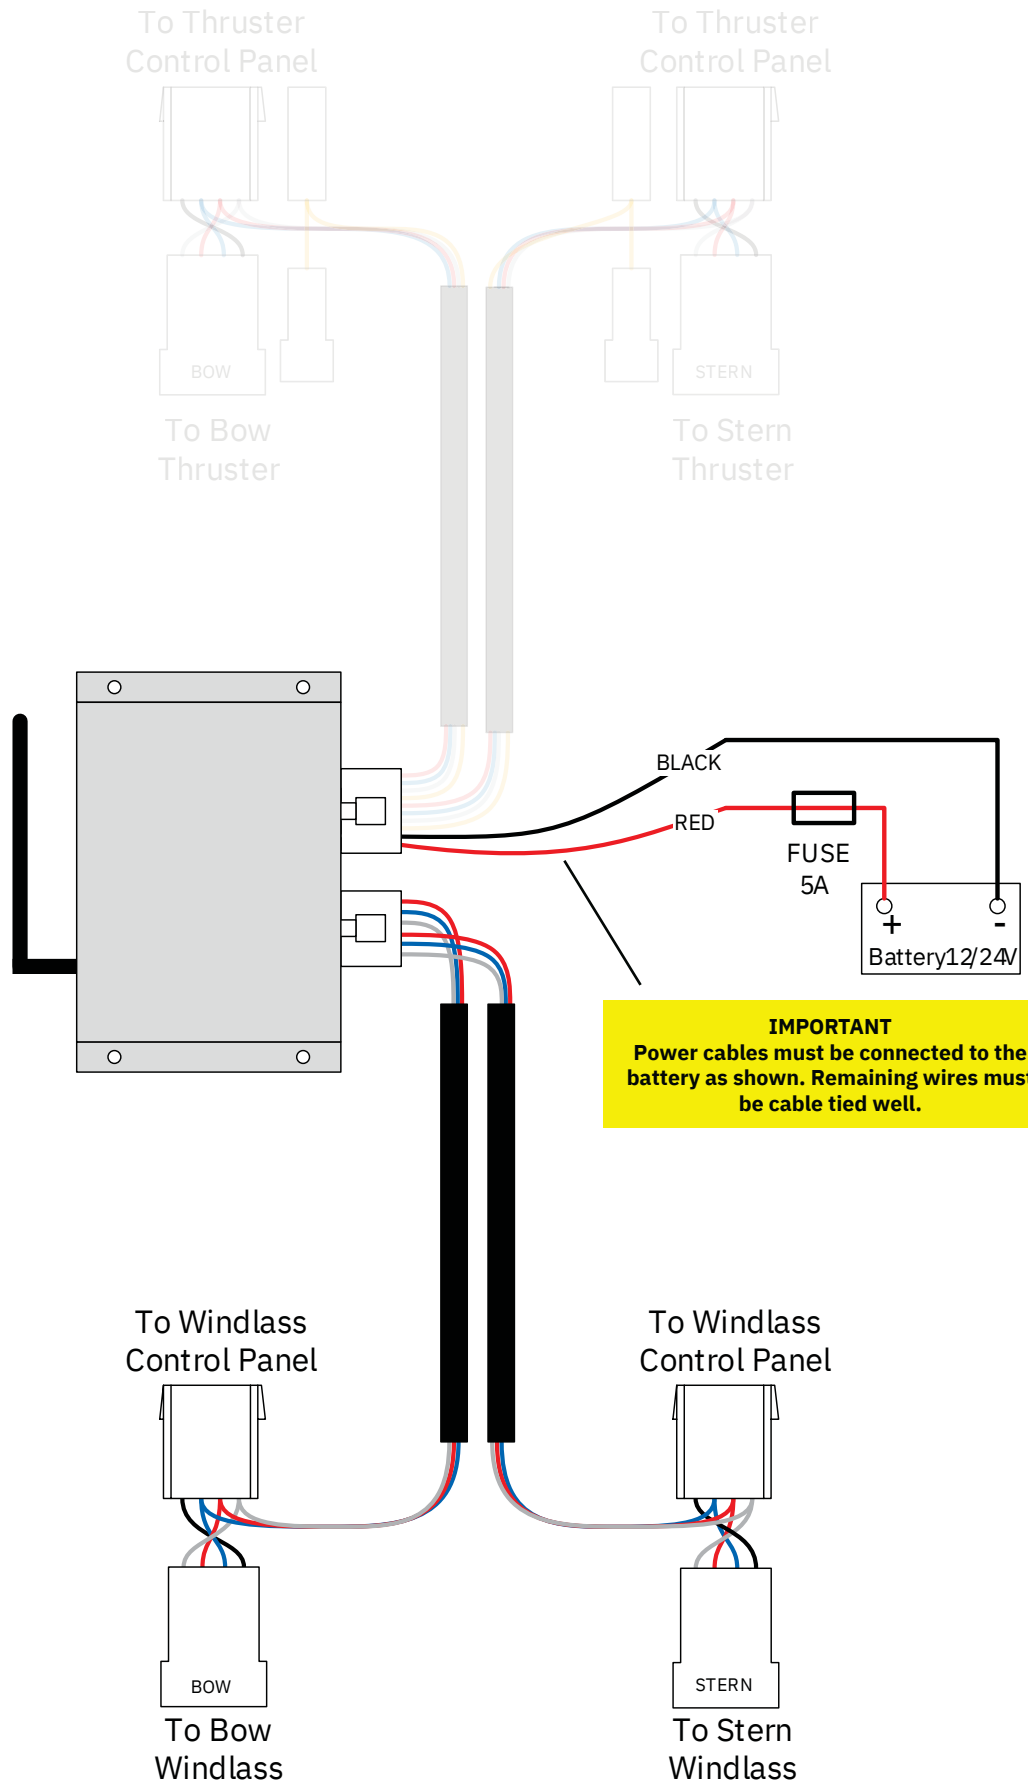 To Thruster
Control Panel
To Thruster
Control Panel
BOW
STERN
To Bow
Thruster
To Stern
Thruster
BLACK
RED
FUSE
5A
+
-
Battery12/24V
IMPORTANT
Power cables must be connected to the
battery as shown. Remaining wires must
be cable tied well.
To Windlass
Control Panel
To Windlass
Control Panel
BOW
STERN
To Bow
Windlass
To Stern
Windlass